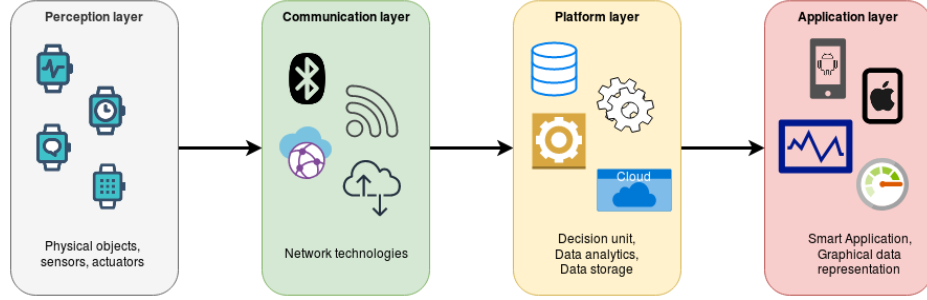 Perception layer
Physical objects,
sensors, actuators
Communication layer
Network technologies
Platform layer
Cloud
Decision unit,
Data analytics,
Data storage
Application layer
Smart Application,
Graphical data
representation